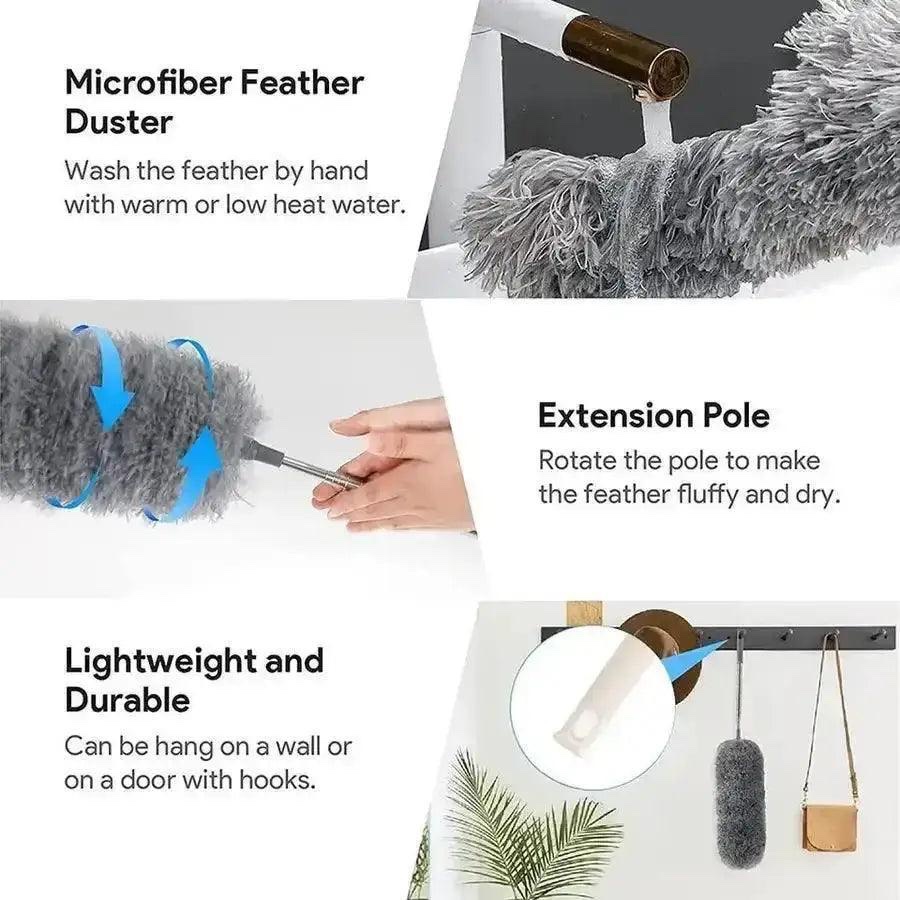 Microfiber Feather
Duster
Wash the feather by hand
with warm or low heat water.
Extension Pole
Rotate the pole to make
the feather fluffy and dry.
Lightweight and
Durable
Can be hang on a wall or
on a door with hooks.